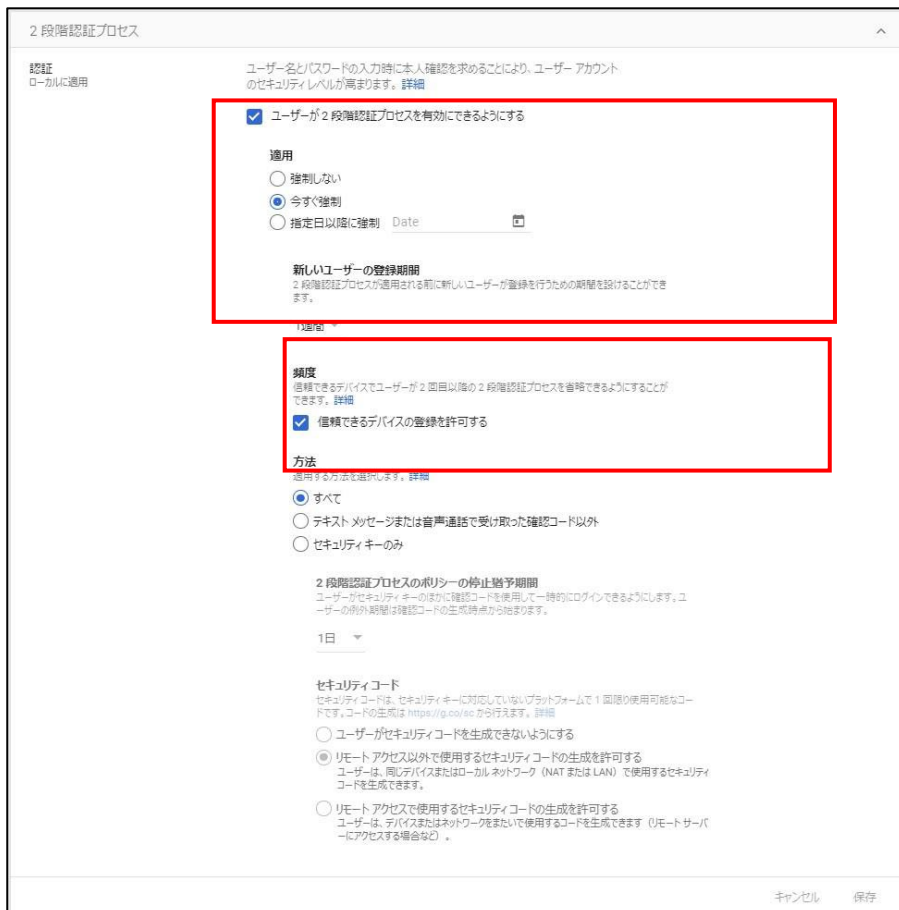 2 段階認証プロセス
認証
ローカルに適用
ユーザー名とパスワードの入力時に本人確認を求めることにより、ユーザー アカウント
のセキュリティレベルが高まります。詳細
ユーザーが 2 段階認証プロセスを有効にできるようにする
適用
強制しない
今すぐ強制
指定日以降に強制 Date
新しいユーザーの登録期間
2 段階認証プロセスが適用される前に新しいユーザーが登録を行うための期間を設けることができ
ます。
1週間
頻度
信頼できるデバイスでユーザーが 2 回目以降の 2 段階認証プロセスを省略できるようにすることが
できます。詳細
信頼できるデバイスの登録を許可する
方法
適用する方法を選択します。詳細
すべて
テキスト メッセージまたは音声通話で受け取った確認コード以外
セキュリティ キーのみ
2 段階認証プロセスのポリシーの停止猶予期間
ユーザーがセキュリティ キーのほかに確認コードを使用して一時的にログインできるようにします。ユ
ーザーの例外期間は確認コードの生成時点から始まります。
1日
セキュリティ コード
セキュリティ コードは、セキュリティ キーに対応していないプラットフォームで 1 回限り使用可能なコー
ドです。コードの生成は https://g.co/sc から行えます。詳細
ユーザーがセキュリティ コードを生成できないようにする
リモート アクセス以外で使用するセキュリティ コードの生成を許可する
ユーザーは、同じデバイスまたはローカル ネットワーク（NAT または LAN）で使用するセキュリティ
コードを生成できます。
リモート アクセスで使用するセキュリティ コードの生成を許可する
ユーザーは、デバイスまたはネットワークをまたいで使用するコードを生成できます（リモート サーバ
ーにアクセスする場合など）。
キャンセル 保存